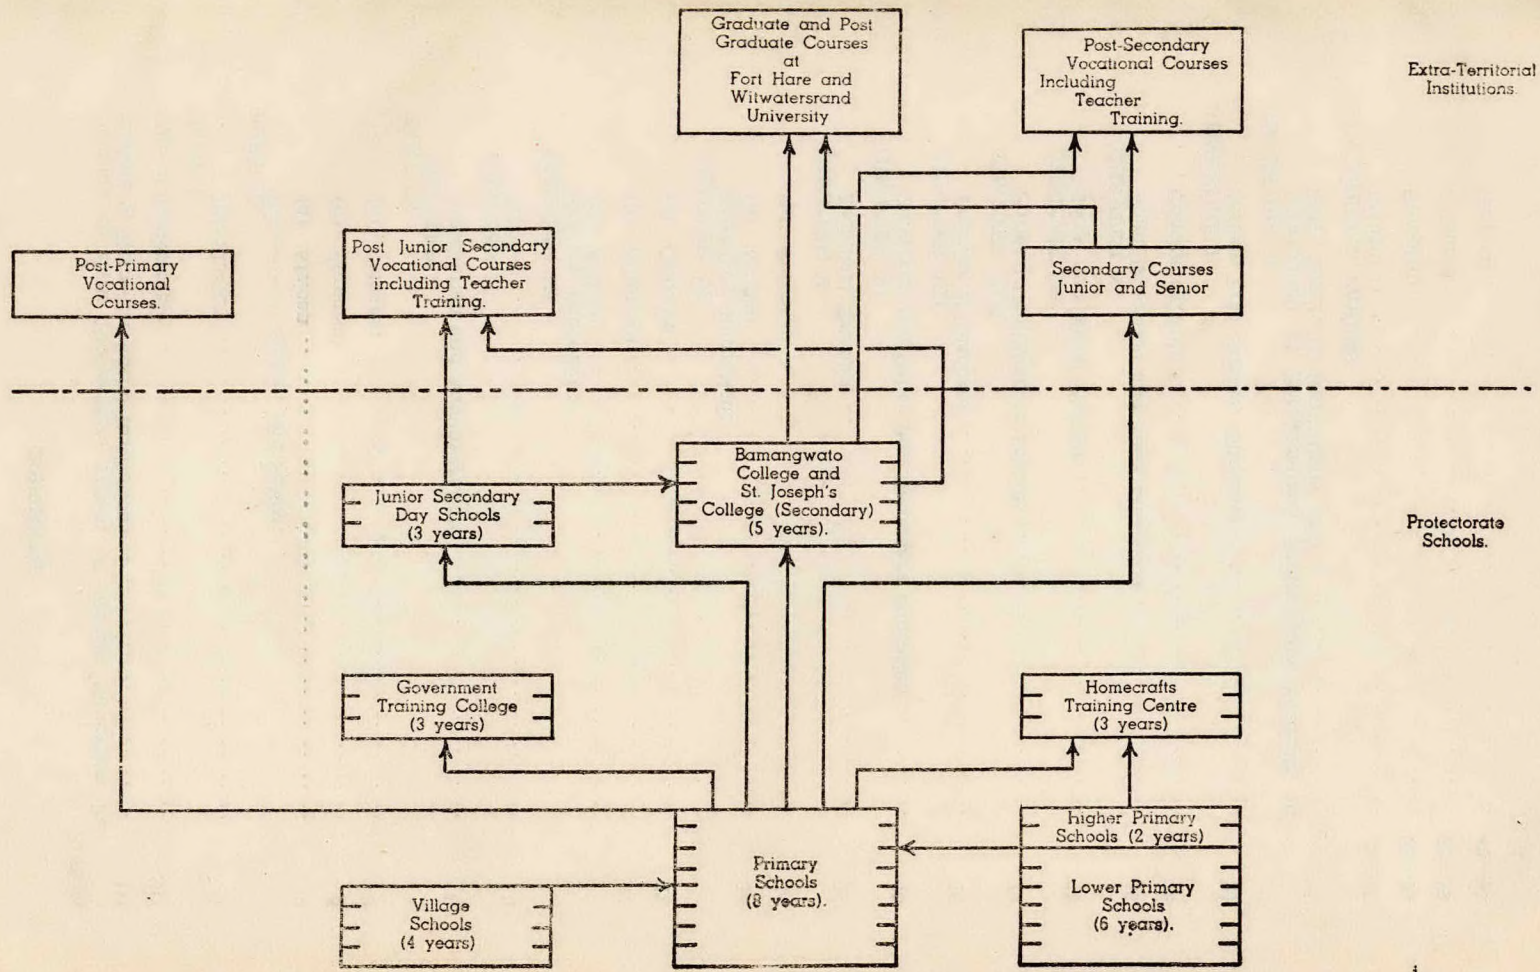 Graduate and Post
Graduate Courses
at
Fort Hare and
Witwatersrand
University
Post-Secondary
Vocational Courses
Including
Teacher
Training.
Extra-Territorial
Institutions
Post-Primary
Vocational
Courses.
Post Junior Secondary
Vocational Courses
including Teacher
Training.
Secondary Courses
Junior and Senior
Junior Secondary
Day Schools
(3 years)
Bamangwato
College and
St. Joseph's
College (Secondary)
(5 years).
Protectorate
Schools.
Government
Training College
(3 years)
Homecrafts
Training Centre
(3 years)
Village
Schools
(4 years)
Primary
Schools
(8 years).
Higher Primary
Schools (2 years)
Lower Primary
Schools
(6 years).